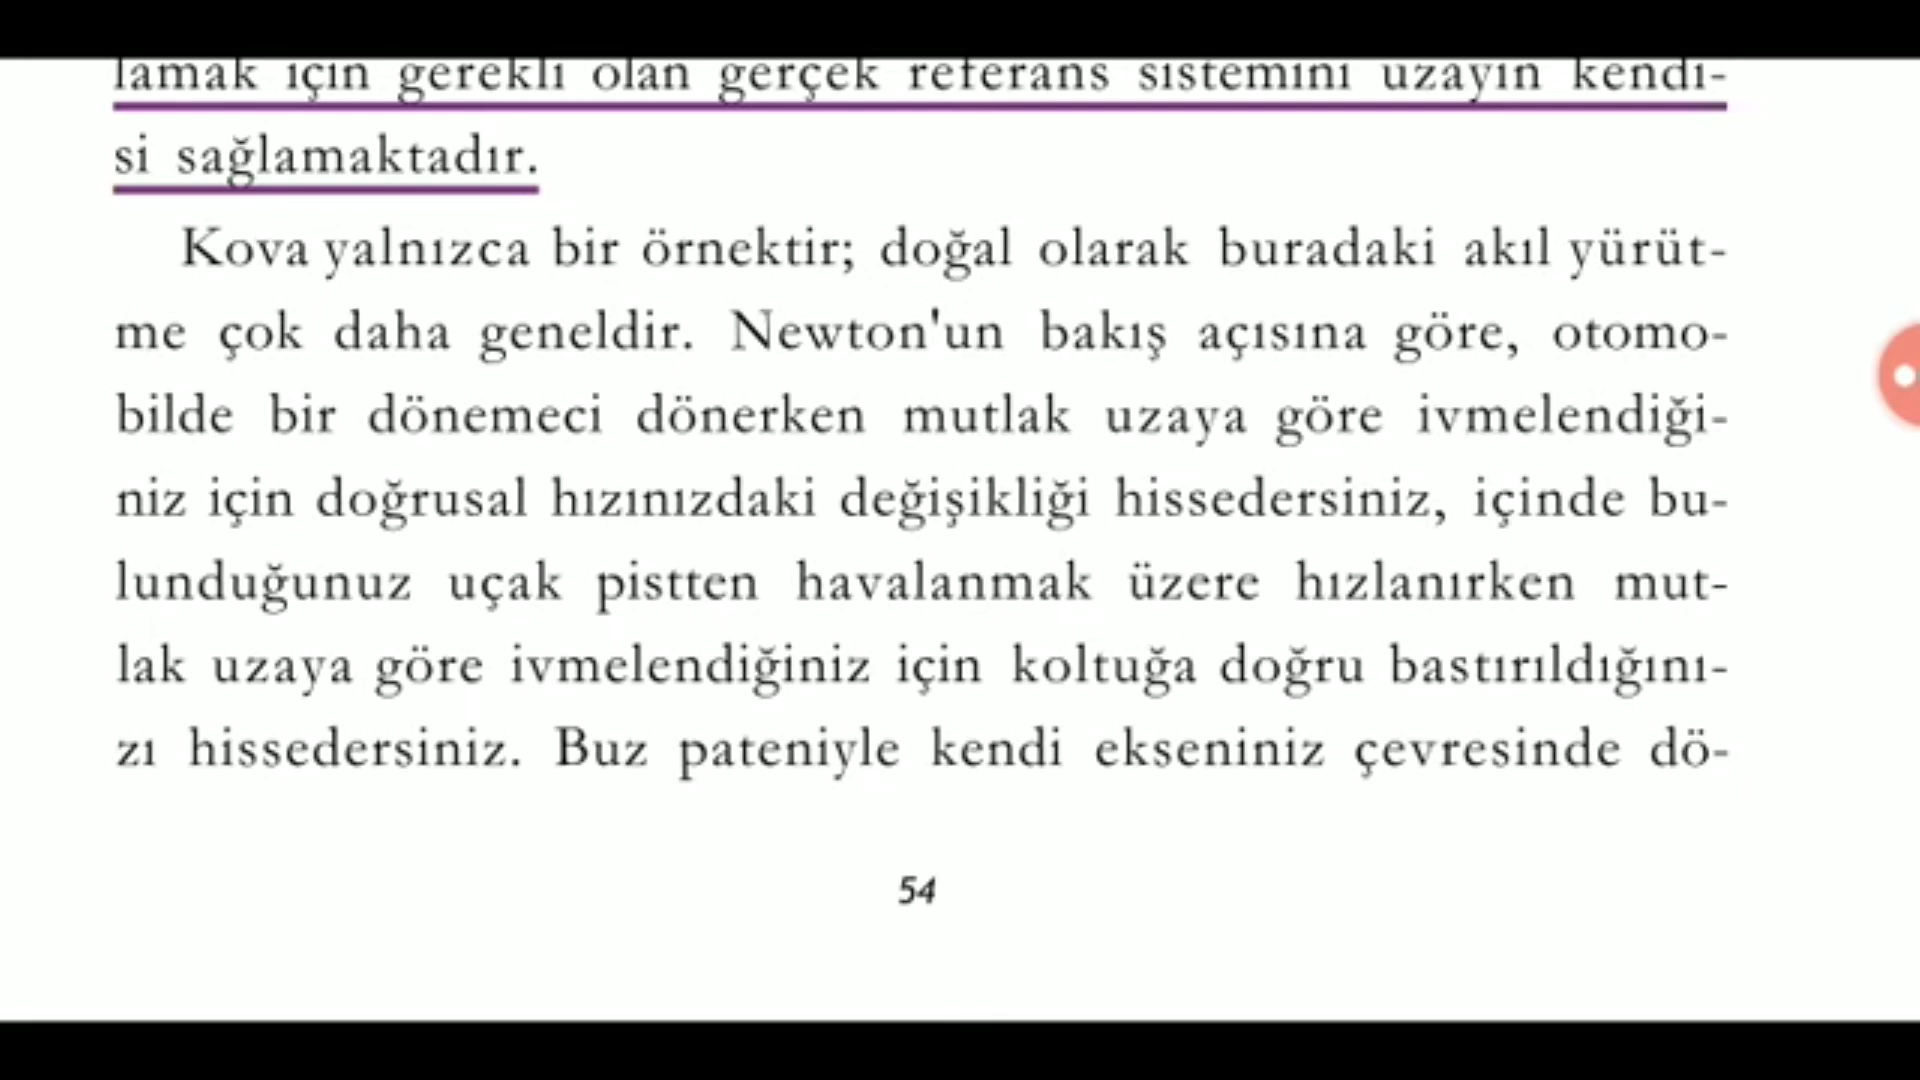 lamak için gerekli olan gerçek referans sistemini uzayın kendi-
si sağlamaktadır.
Kova yalnızca bir örnektir; doğal olarak buradaki akıl yürüt-
me çok daha geneldir. Newton'un bakış açısına göre, otomo-
bilde bir dönemeci dönerken mutlak uzaya göre ivmelendiği-
niz için doğrusal hızınızdaki değişikliği hissedersiniz, içinde bu-
lunduğunuz uçak pistten havalanmak üzere hızlanırken mut-
lak uzaya göre ivmelendiğiniz için koltuğa doğru bastırıldığını-
zı hissedersiniz. Buz pateniyle kendi ekseniniz çevresinde dö-
54